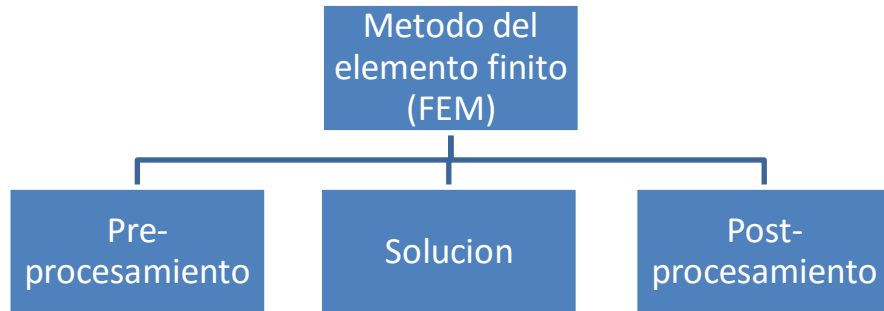 Metodo del
elemento finito
(FEM)
Pre-
procesamiento
Solucion
Post-
procesamiento